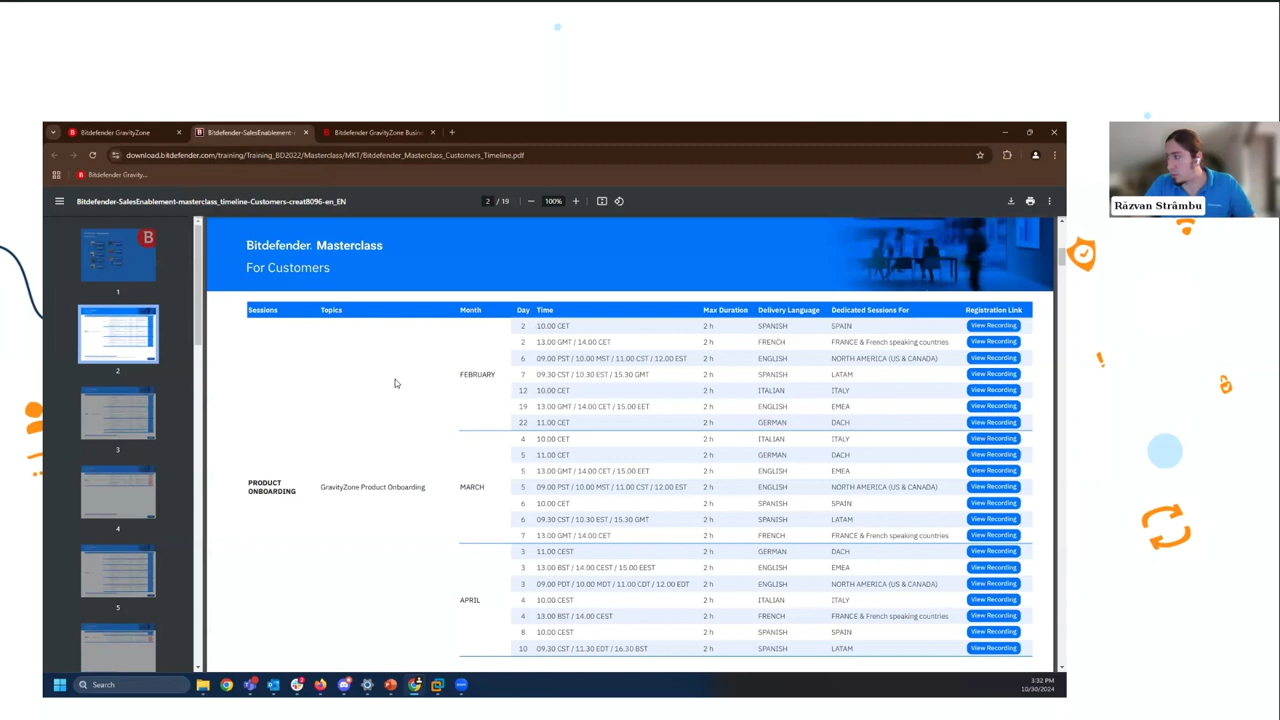 Bitdefender GravityZone
Bitdefender-SalesEnablement-
Bitdefender GravityZone Busine
download.bitdefender.com/training/Training_BD2022/Masterclass/MKT/Bitdefender_Masterclass_Customers_Timeline.pdf
Bitdefender Gravity...
Bitdefender-SalesEnablement-masterclass_timeline-Customers-creat8096-en_EN
2 / 19
100%
Bitdefender. Masterclass
For Customers
Sessions Topics Month Day Time Max Duration Delivery Language Dedicated Sessions For Registration Link
2 10.00 CET 2 h SPANISH SPAIN View Recording
2 13.00 GMT / 14.00 CET 2 h FRENCH FRANCE & French speaking countries View Recording
6 09.00 PST / 10.00 MST / 11.00 CST / 12.00 EST 2 h ENGLISH NORTH AMERICA (US & CANADA) View Recording
FEBRUARY 7 09.30 CST / 10.30 EST / 15.30 GMT 2 h SPANISH LATAM View Recording
12 10.00 CET 2 h ITALIAN ITALY View Recording
19 13.00 GMT / 14.00 CET / 15.00 EET 2 h ENGLISH EMEA View Recording
22 11.00 CET 2 h GERMAN DACH View Recording
4 10.00 CET 2 h ITALIAN ITALY View Recording
5 11.00 CET 2 h GERMAN DACH View Recording
5 13.00 GMT / 14.00 CET / 15.00 EET 2 h ENGLISH EMEA View Recording
PRODUCT
ONBOARDING
GravityZone Product Onboarding MARCH 5 09.00 PST / 10.00 MST / 11.00 CST / 12.00 EST 2 h ENGLISH NORTH AMERICA (US & CANADA) View Recording
6 10.00 CET 2 h SPANISH SPAIN View Recording
6 09.30 CST / 10.30 EST / 15.30 GMT 2 h SPANISH LATAM View Recording
7 13.00 GMT / 14.00 CET 2 h FRENCH FRANCE & French speaking countries View Recording
3 11.00 CEST 2 h GERMAN DACH View Recording
3 13.00 BST / 14.00 CEST / 15.00 EEST 2 h ENGLISH EMEA View Recording
3 09.00 PDT / 10.00 MDT / 11.00 CDT / 12.00 EDT 2 h ENGLISH NORTH AMERICA (US & CANADA) View Recording
APRIL 4 10.00 CEST 2 h ITALIAN ITALY View Recording
4 13.00 BST / 14.00 CEST 2 h FRENCH FRANCE & French speaking countries View Recording
8 10.00 CEST 2 h SPANISH SPAIN View Recording
10 09.30 CST / 11.30 EDT / 16.30 BST 2 h SPANISH LATAM View Recording
B
1
2
3
4
5
Search
3:32 PM
10/30/2024
Răzvan Strâmbu